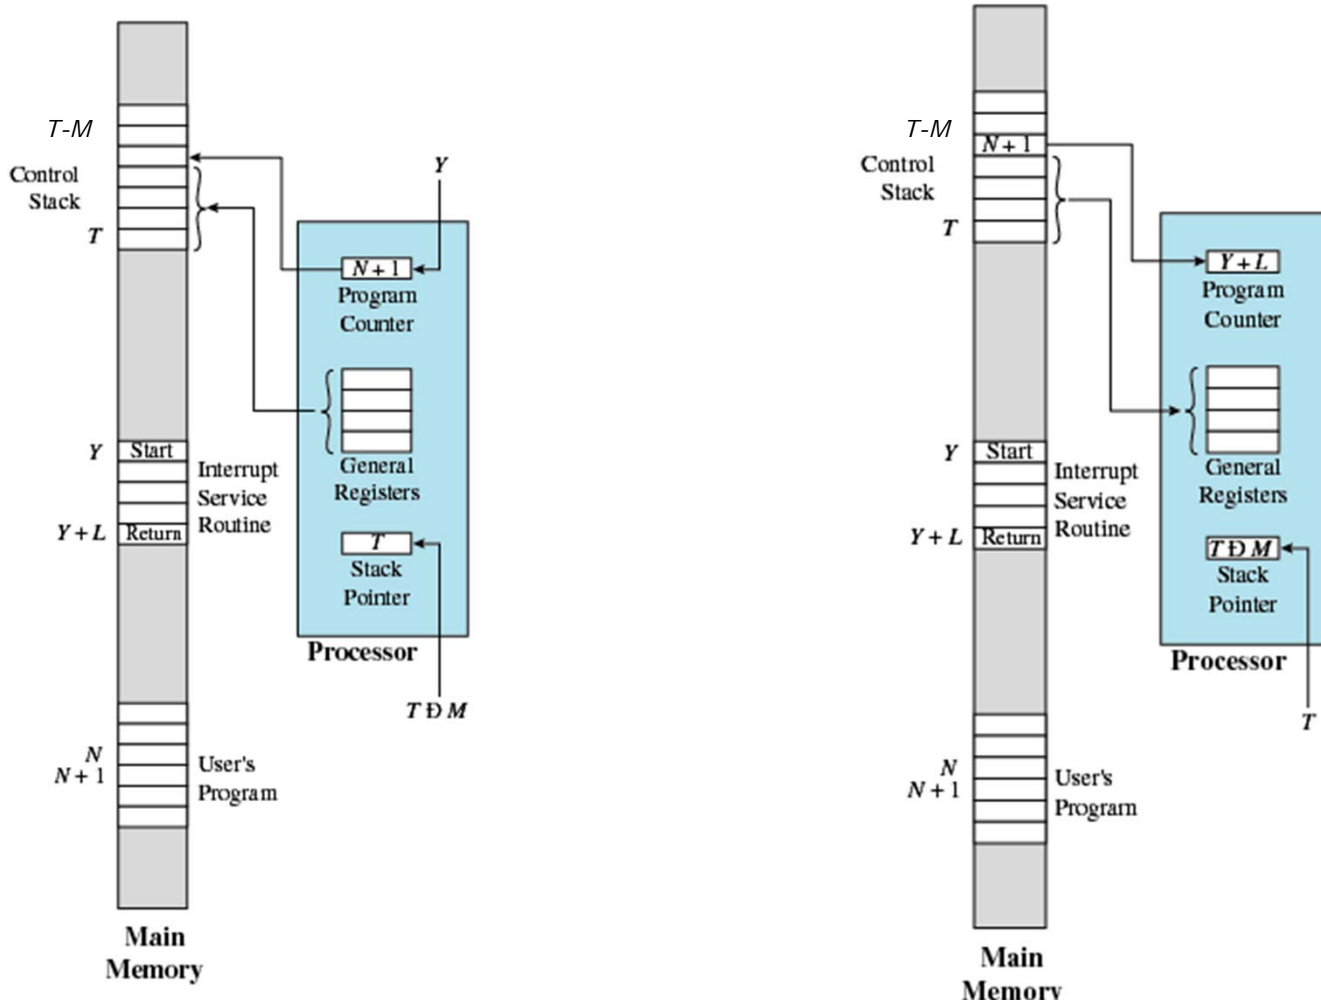 T-M
Control
Stack
T
Y
N + 1
Program
Counter
General
Registers
T
Stack
Pointer
Processor
T Đ M
Y
Start
Interrupt
Service
Routine
Y + L
Return
N
N + 1
User's
Program
Main
Memory
T-M
N + 1
Control
Stack
T
Y + L
Program
Counter
General
Registers
T Đ M
Stack
Pointer
Processor
T
Y
Start
Interrupt
Service
Routine
Y + L
Return
N
N + 1
User's
Program
Main
Memory